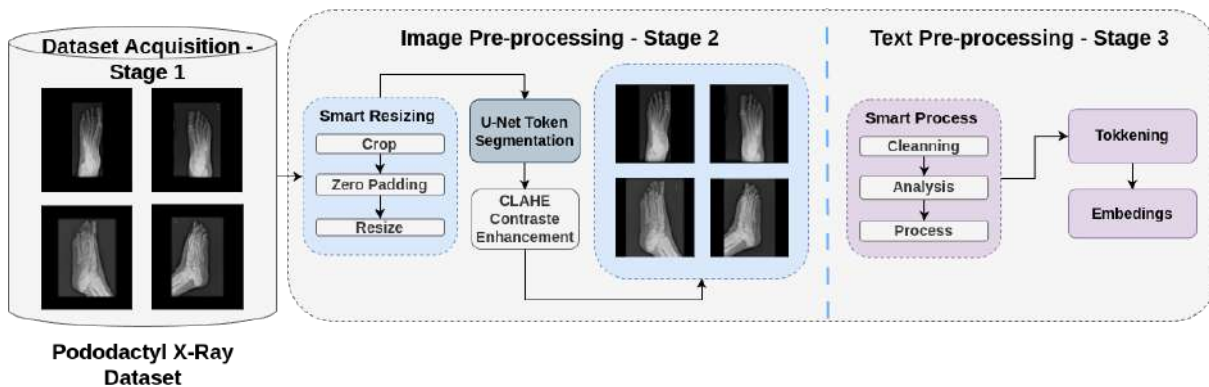 Dataset Acquisition -
Stage 1
Pododactyl X-Ray
Dataset
Image Pre-processing - Stage 2
Smart Resizing
Crop
Zero Padding
Resize
U-Net Token
Segmentation
CLAHE
Contraste
Enhancement
Text Pre-processing - Stage 3
Smart Process
Cleanning
Analysis
Process
Tokkening
Embedings